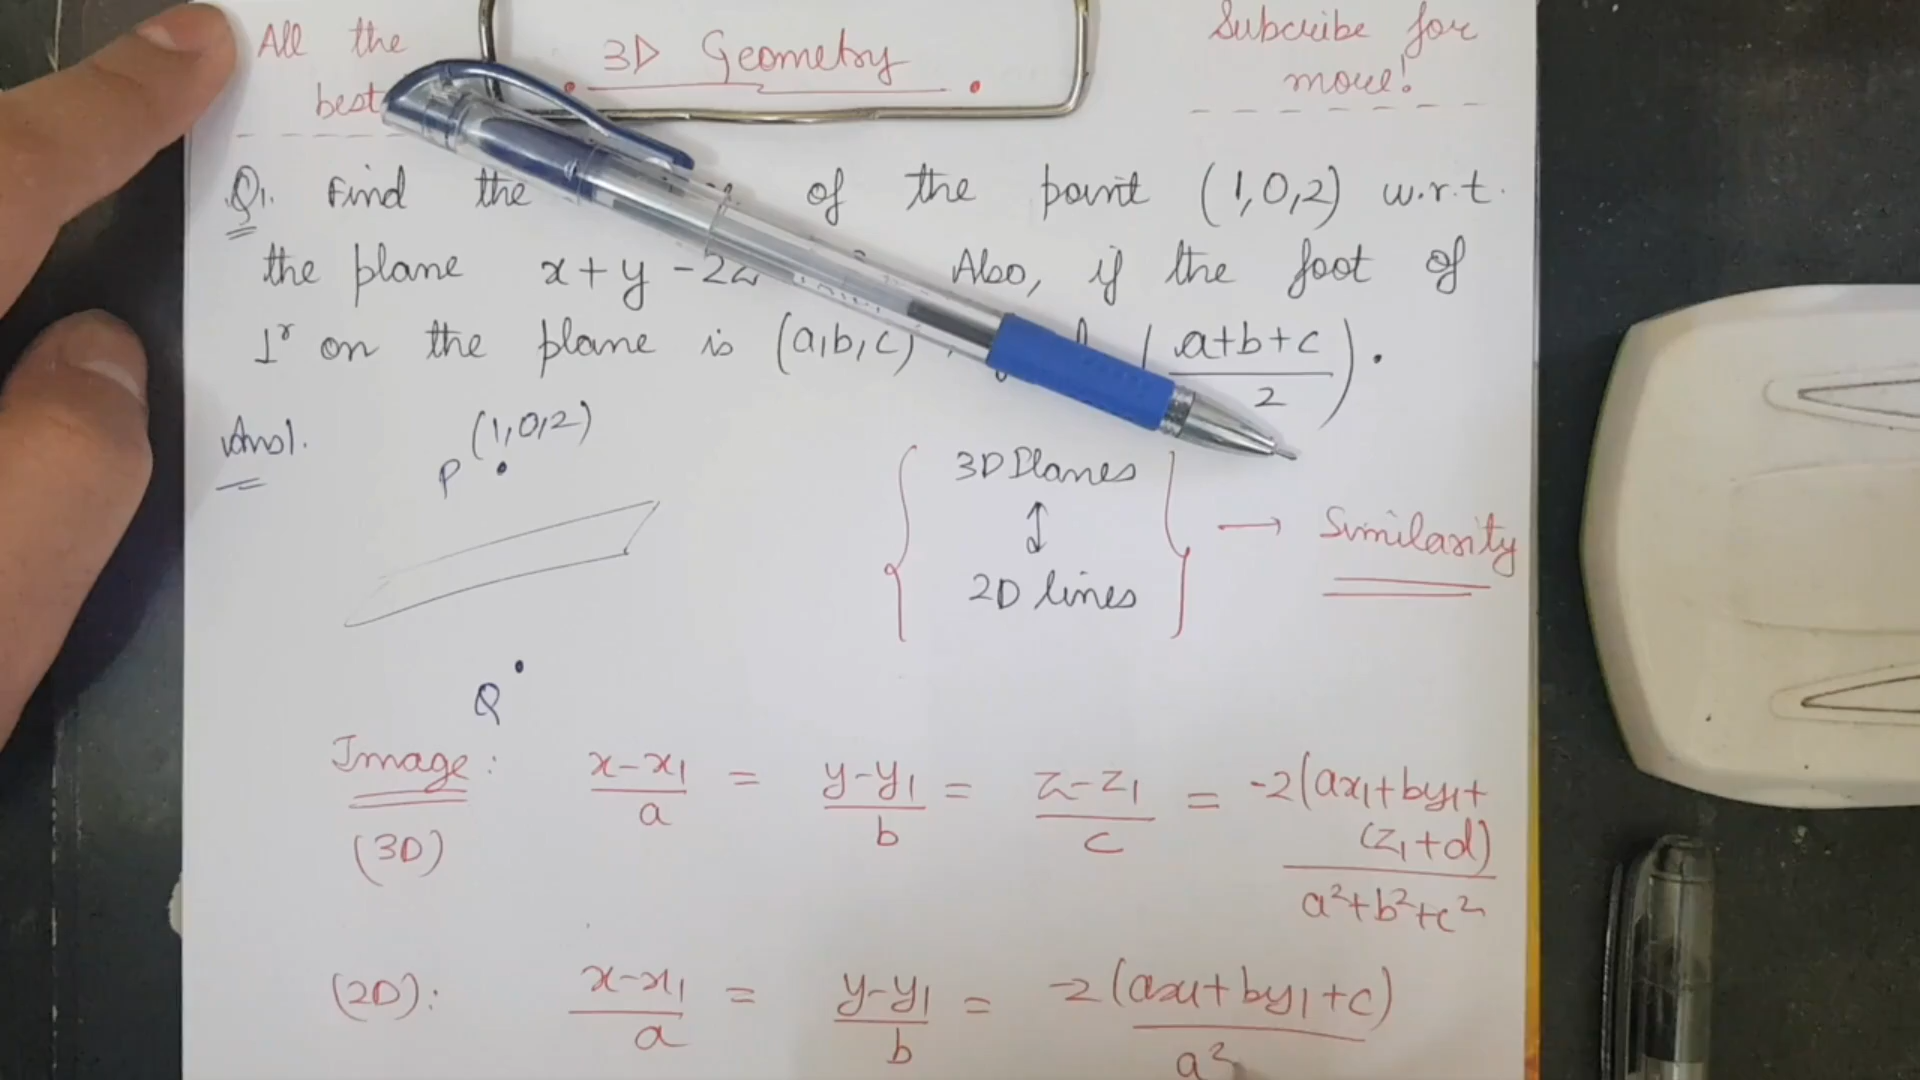 All the
best
3D Geometry
Subscribe for
more!
Q1. Find the of the point (1,0,2) w.r.t.
the plane x+y-2z Also, if the foot of
⊥r on the plane is (a,b,c) (a+b+c/2).
Ans1.
(1,0,2)
P
3D Planes
↕
2D lines
→ Similarity
Q
Image: x-x1/a = y-y1/b = z-z1/c = -2(ax1+by1+cz1+d)/a²+b²+c²
(3D)
(2D): x-x1/a = y-y1/b = -2(ax1+by1+c)/a²